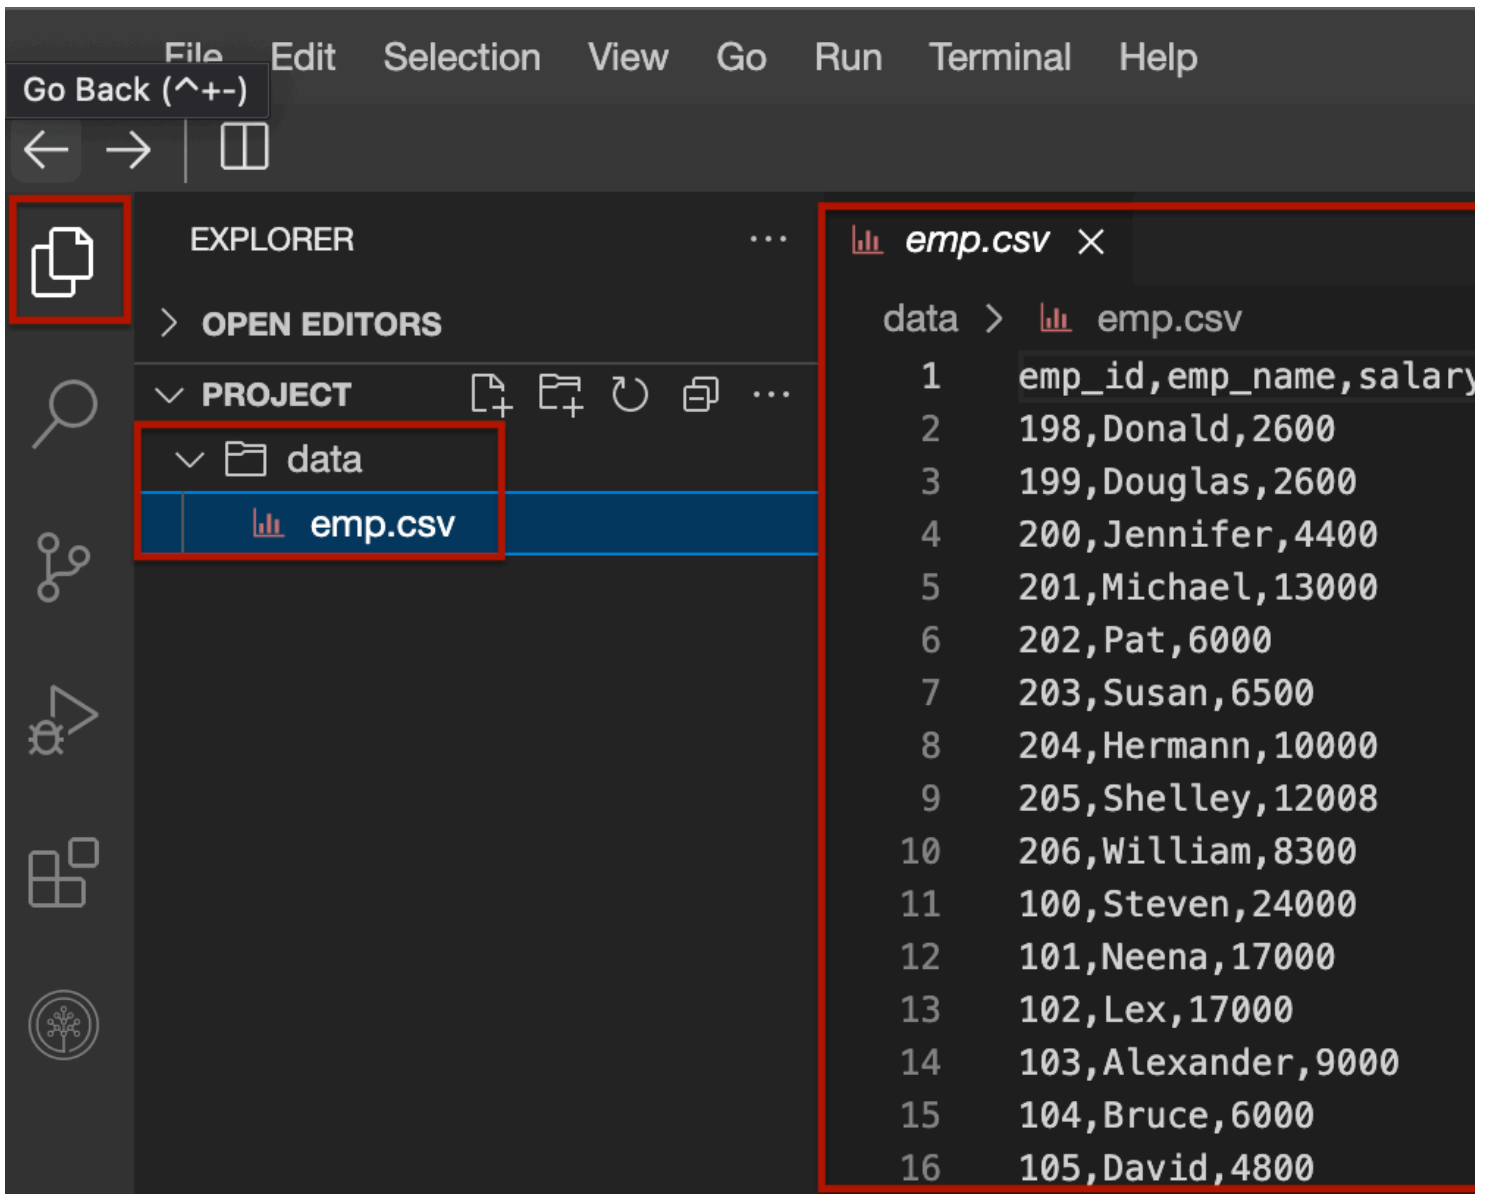 File Edit Selection View Go Run Terminal Help
Go Back (^+-)
EXPLORER
OPEN EDITORS
PROJECT
data
emp.csv
emp.csv
data > emp.csv
1 emp_id,emp_name,salary
2 198,Donald,2600
3 199,Douglas,2600
4 200,Jennifer,4400
5 201,Michael,13000
6 202,Pat,6000
7 203,Susan,6500
8 204,Hermann,10000
9 205,Shelley,12008
10 206,William,8300
11 100,Steven,24000
12 101,Neena,17000
13 102,Lex,17000
14 103,Alexander,9000
15 104,Bruce,6000
16 105,David,4800